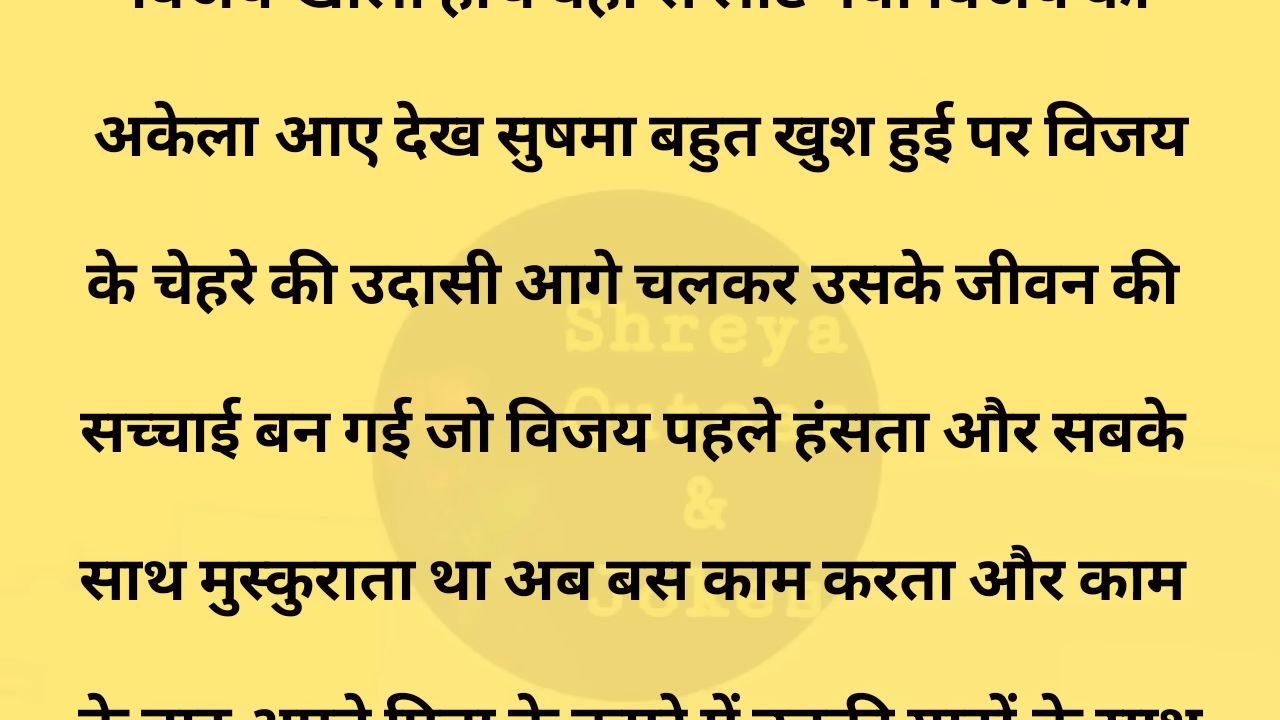 अकेला आए देख सुषमा बहुत खुश हुई पर विजय
के चेहरे की उदासी आगे चलकर उसके जीवन की
सच्चाई बन गई जो विजय पहले हंसता और सबके
साथ मुस्कुराता था अब बस काम करता और काम
Shreya
&